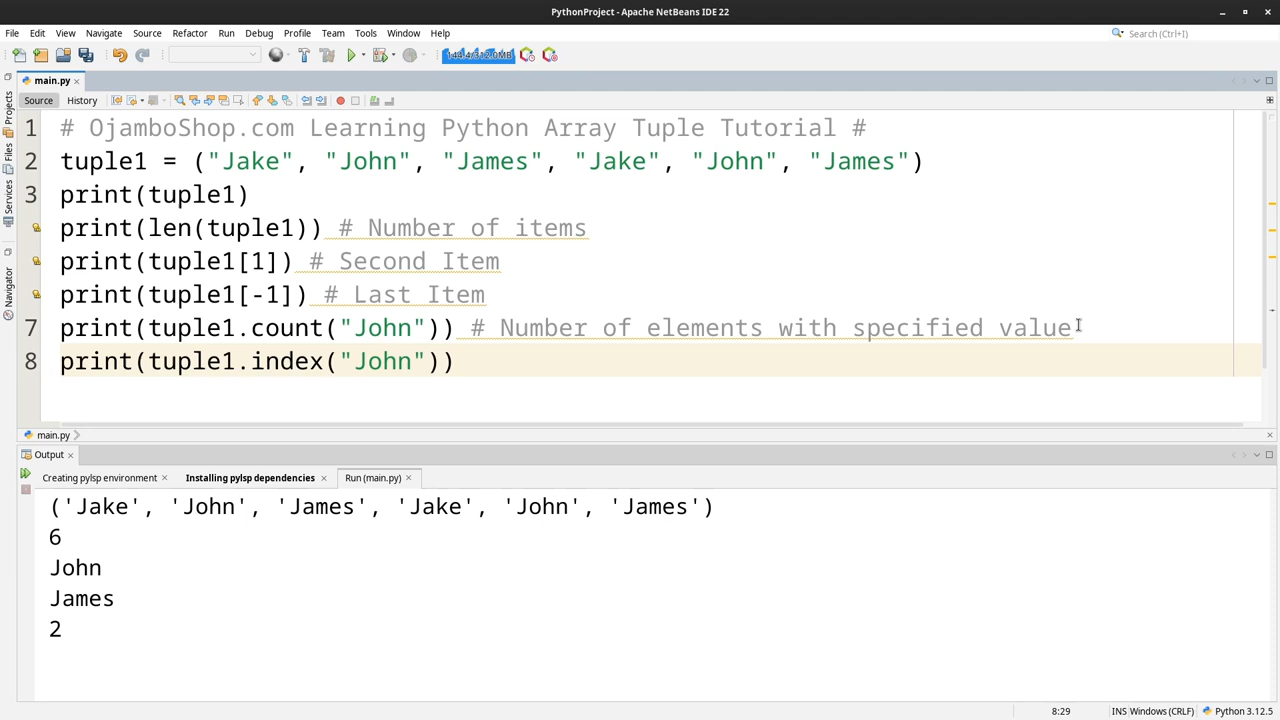 PythonProject - Apache NetBeans IDE 22
File Edit View Navigate Source Refactor Run Debug Profile Team Tools Window Help
Search (Ctrl+I)
main.py
Source History
Projects
Files
Services
Navigator
1 # OjamboShop.com Learning Python Array Tuple Tutorial #
2 tuple1 = ("Jake", "John", "James", "Jake", "John", "James")
3 print(tuple1)
print(len(tuple1)) # Number of items
print(tuple1[1]) # Second Item
print(tuple1[-1]) # Last Item
7 print(tuple1.count("John")) # Number of elements with specified value
8 print(tuple1.index("John"))
main.py
Output
Creating pylsp environment Installing pylsp dependencies Run (main.py)
('Jake', 'John', 'James', 'Jake', 'John', 'James')
6
John
James
2
8:29 INS Windows (CRLF) Python 3.12.5